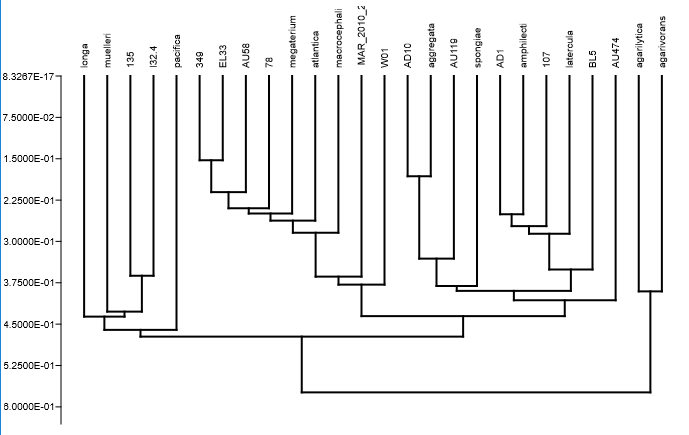 longa
muelleri
135
I32.4
pacifica
349
EL33
AU58
78
megaterium
atlantica
macrocephali
MAR_2010_2
W01
AD10
aggregata
AU119
spongiae
AD1
amphilecti
107
latercula
BL5
AU474
agarilytica
agarivorans
8.3267E-17
7.5000E-02
1.5000E-01
2.2500E-01
3.0000E-01
3.7500E-01
4.5000E-01
5.2500E-01
6.0000E-01